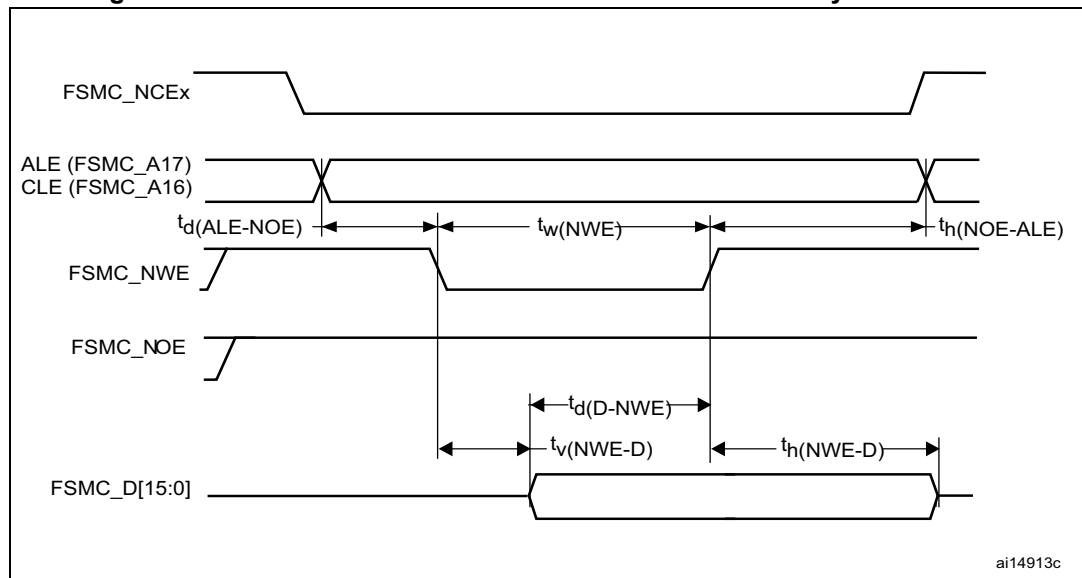 FSMC_NCEx
ALE (FSMC_A17)
CLE (FSMC_A16)
td(ALE-NOE)
tw(NWE)
th(NOE-ALE)
FSMC_NWE
FSMC_NOE
td(D-NWE)
tv(NWE-D)
th(NWE-D)
FSMC_D[15:0]
ai14913c